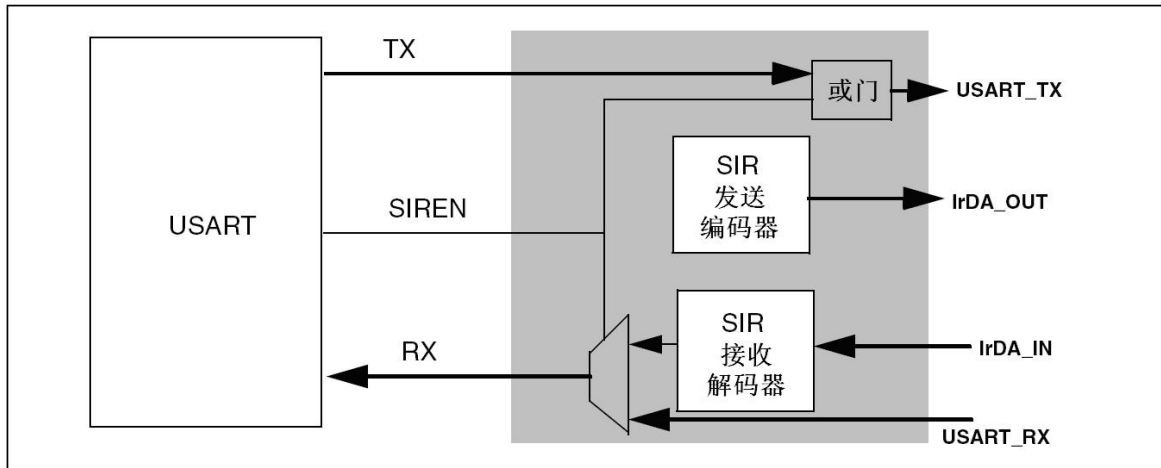 TX
或门
USART_TX
SIR
发送
编码器
IrDA_OUT
USART
SIREN
SIR
接收
解码器
IrDA_IN
RX
USART_RX